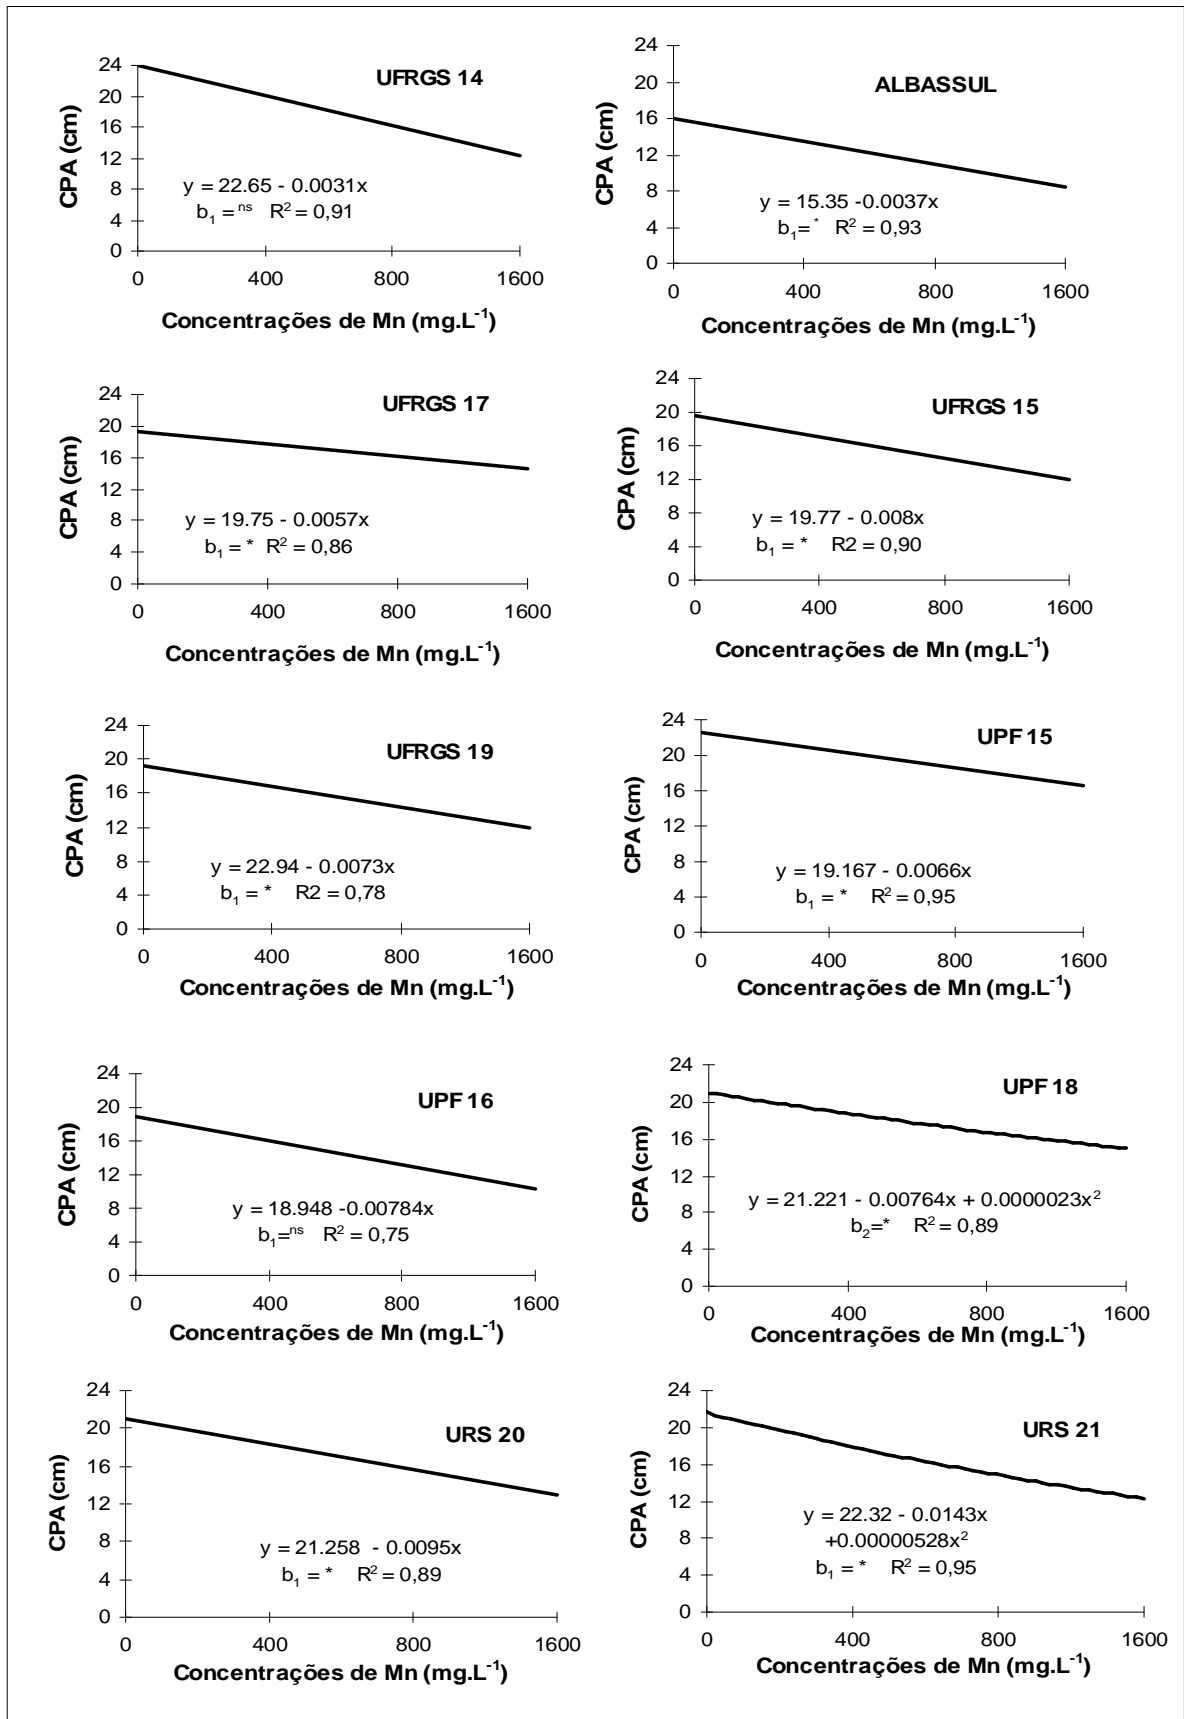 UFRGS 14
CPA (cm)
24
20
16
12
8
4
0
y = 22.65 - 0.0031x
b₁ = ⁿˢ R² = 0,91
0 400 800 1600
Concentrações de Mn (mg.L⁻¹)
ALBASSUL
CPA (cm)
24
20
16
12
8
4
0
y = 15.35 -0.0037x
b₁= * R² = 0,93
0 400 800 1600
Concentrações de Mn (mg.L⁻¹)
UFRGS 17
CPA (cm)
24
20
16
12
8
4
0
y = 19.75 - 0.0057x
b₁ = * R² = 0,86
0 400 800 1600
Concentrações de Mn (mg.L⁻¹)
UFRGS 15
CPA (cm)
24
20
16
12
8
4
0
y = 19.77 - 0.008x
b₁ = * R2 = 0,90
0 400 800 1600
Concentrações de Mn (mg.L⁻¹)
UFRGS 19
CPA (cm)
24
20
16
12
8
4
0
y = 22.94 - 0.0073x
b₁ = * R2 = 0,78
0 400 800 1600
Concentrações de Mn (mg.L⁻¹)
UPF 15
CPA (cm)
24
20
16
12
8
4
0
y = 19.167 - 0.0066x
b₁ = * R² = 0,95
0 400 800 1600
Concentrações de Mn (mg.L⁻¹)
UPF 16
CPA (cm)
24
20
16
12
8
4
0
y = 18.948 -0.00784x
b₁=ⁿˢ R² = 0,75
0 400 800 1600
Concentrações de Mn (mg.L⁻¹)
UPF 18
CPA (cm)
24
20
16
12
8
4
0
y = 21.221 - 0.00764x + 0.0000023x²
b₂=* R² = 0,89
0 400 800 1600
Concentrações de Mn (mg.L⁻¹)
URS 20
CPA (cm)
24
20
16
12
8
4
0
y = 21.258 - 0.0095x
b₁ = * R² = 0,89
0 400 800 1600
Concentrações de Mn (mg.L⁻¹)
URS 21
CPA (cm)
24
20
16
12
8
4
0
y = 22.32 - 0.0143x
+0.00000528x²
b₁ = * R² = 0,95
0 400 800 1600
Concentrações de Mn (mg.L⁻¹)